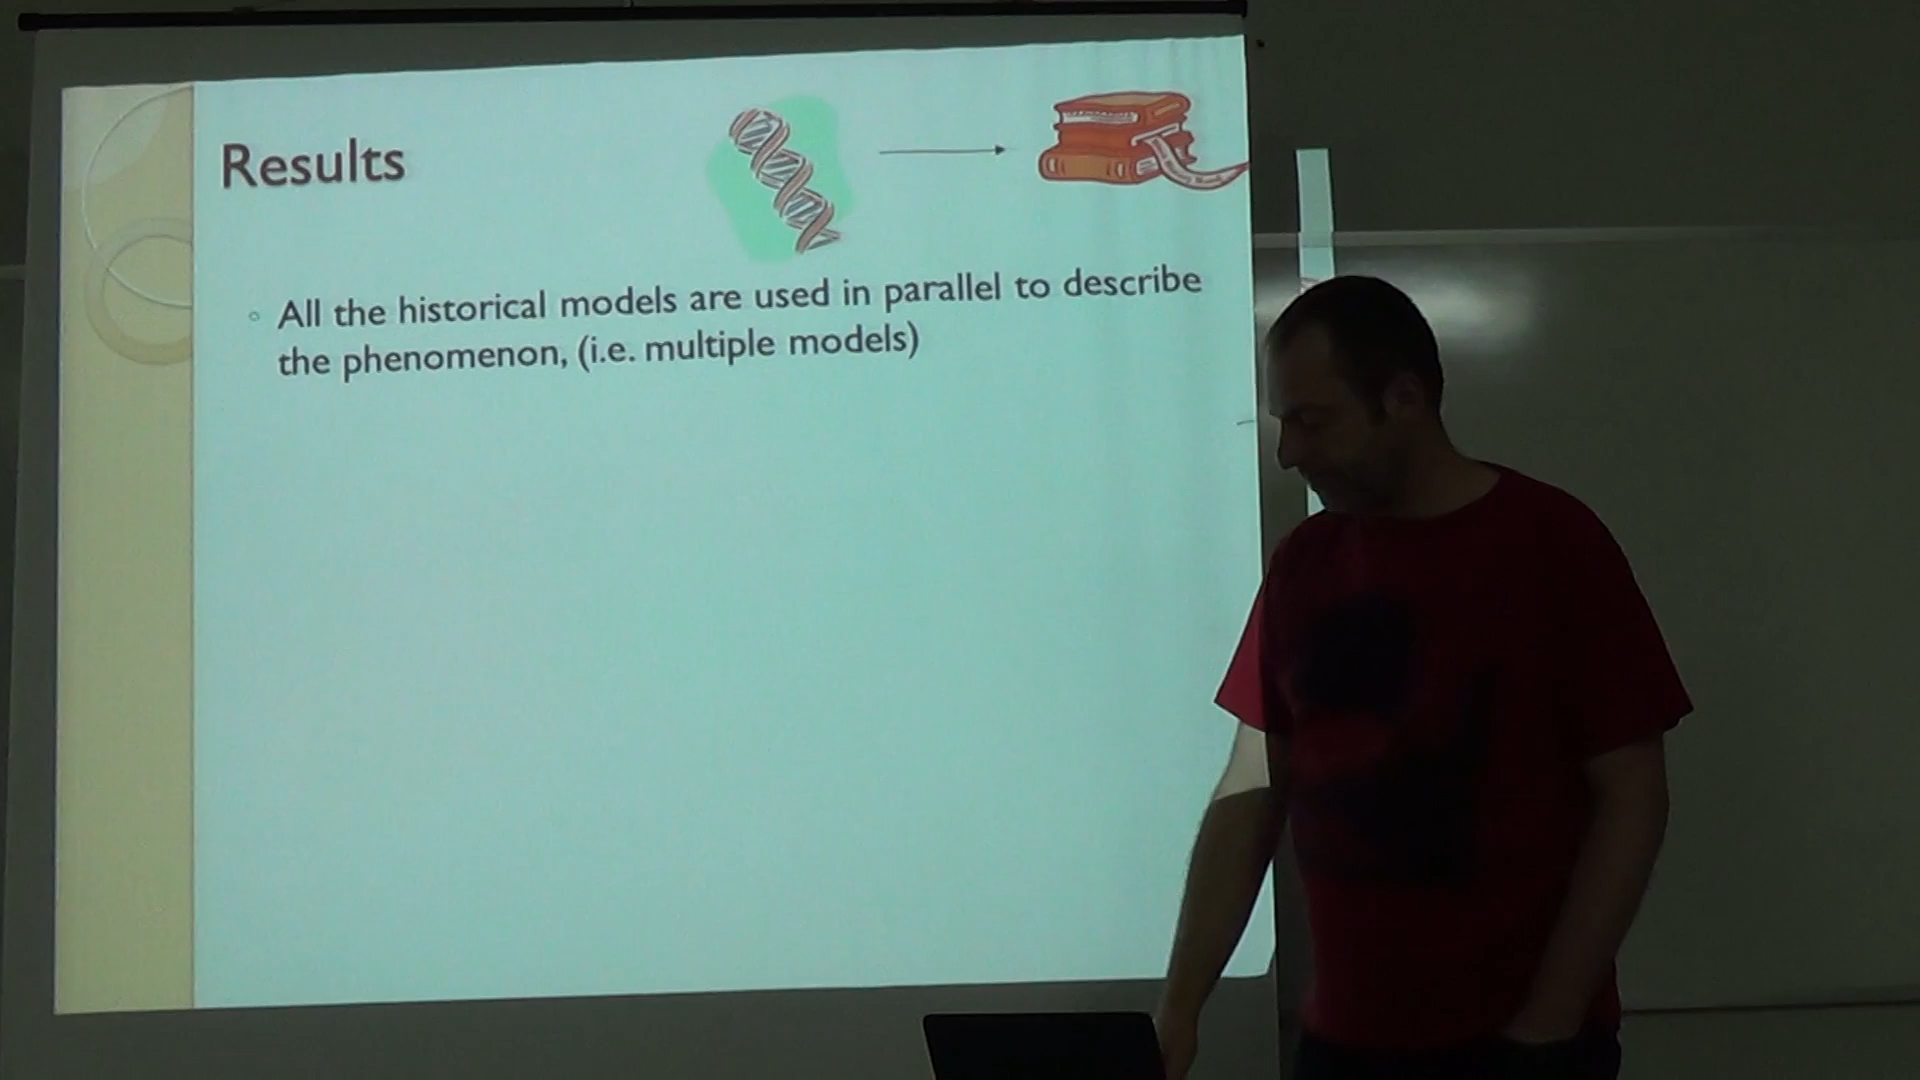 Results
All the historical models are used in parallel to describe
the phenomenon, (i.e. multiple models)